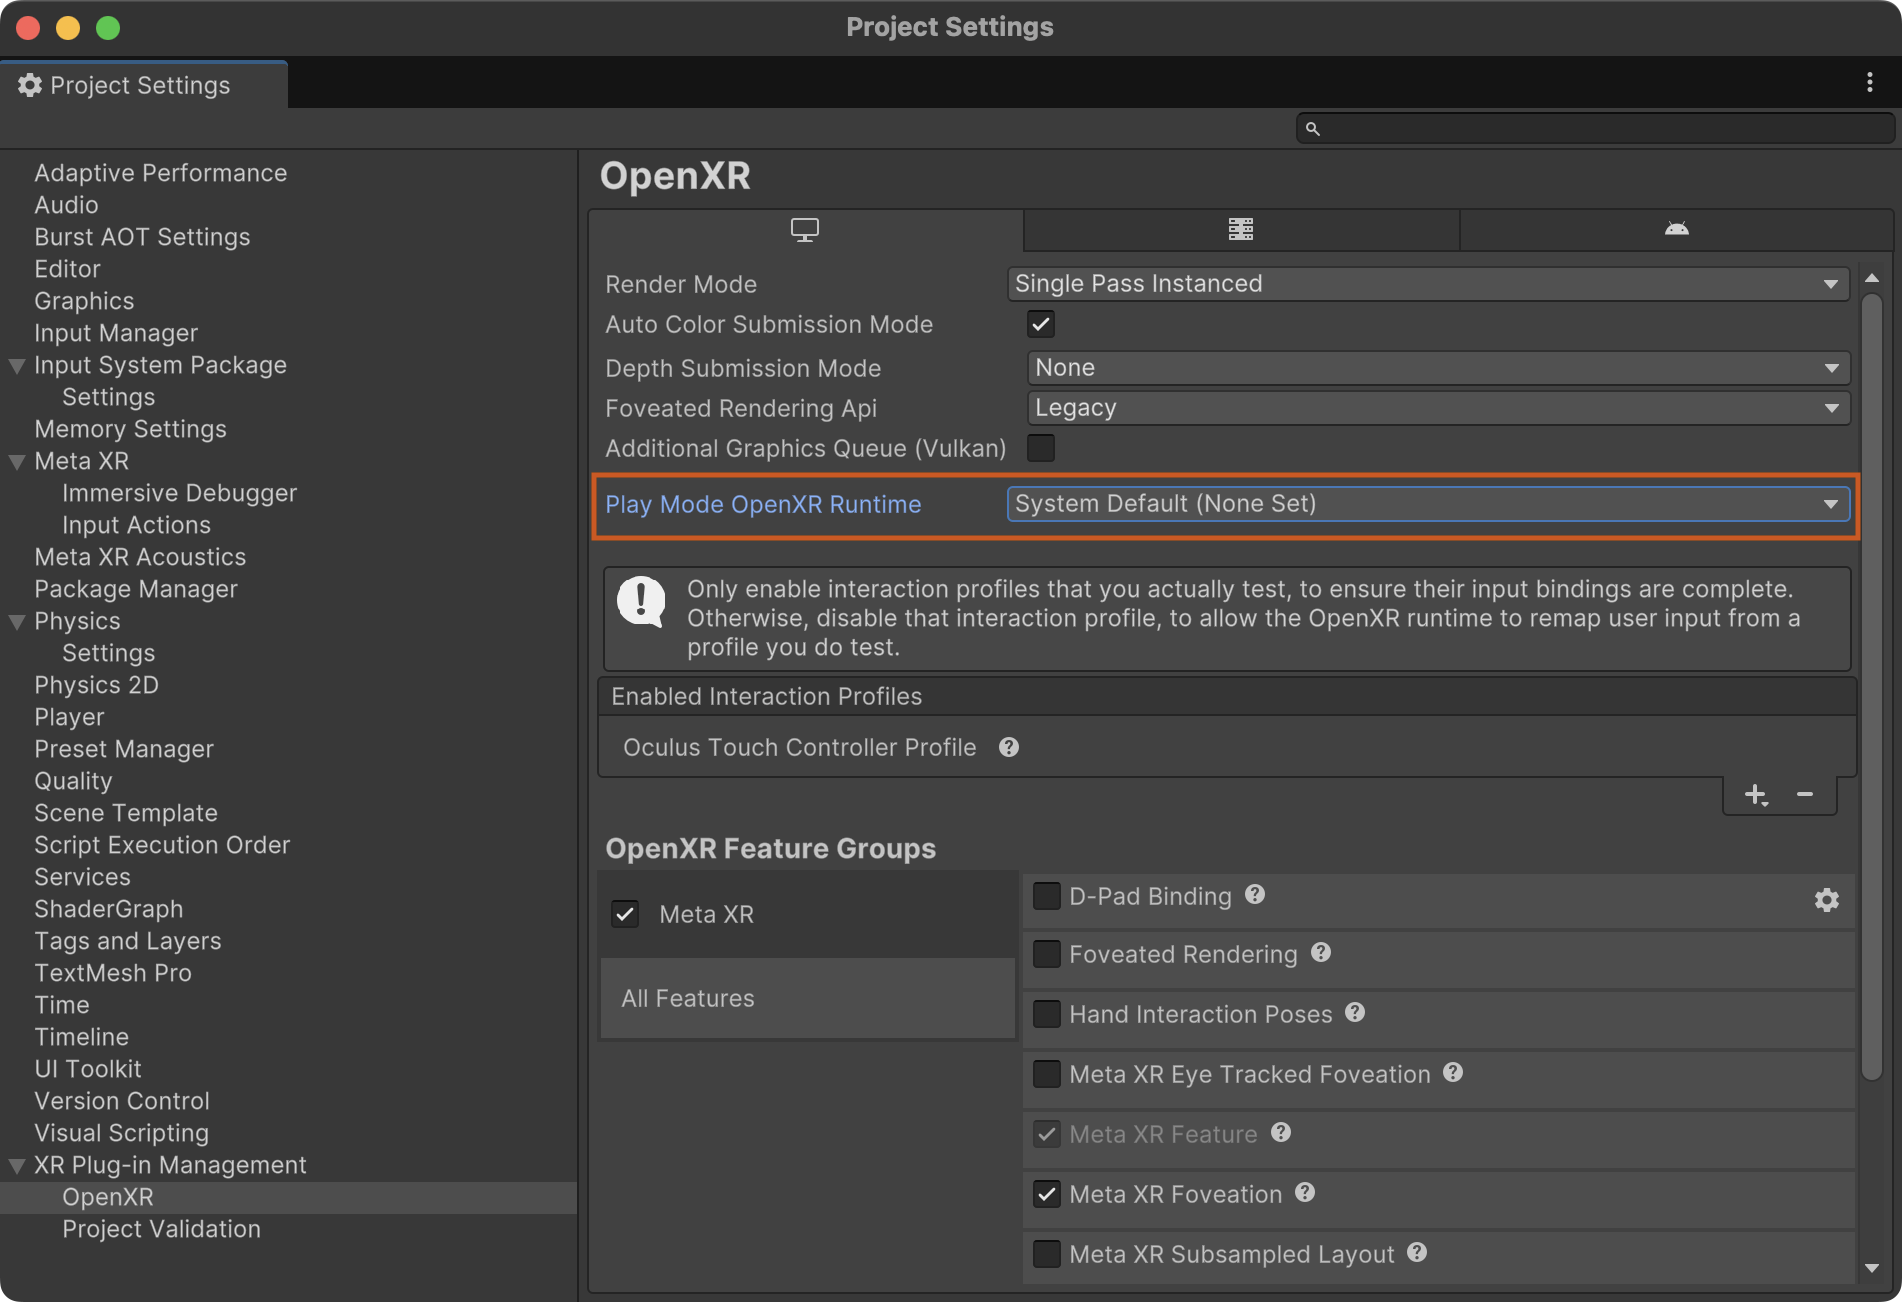 Project Settings
Project Settings
Adaptive Performance
Audio
Burst AOT Settings
Editor
Graphics
Input Manager
Input System Package
Settings
Memory Settings
Meta XR
Immersive Debugger
Input Actions
Meta XR Acoustics
Package Manager
Physics
Settings
Physics 2D
Player
Preset Manager
Quality
Scene Template
Script Execution Order
Services
ShaderGraph
Tags and Layers
TextMesh Pro
Time
Timeline
UI Toolkit
Version Control
Visual Scripting
XR Plug-in Management
OpenXR
Project Validation
OpenXR
Render Mode Single Pass Instanced
Auto Color Submission Mode
Depth Submission Mode None
Foveated Rendering Api Legacy
Additional Graphics Queue (Vulkan)
Play Mode OpenXR Runtime System Default (None Set)
Only enable interaction profiles that you actually test, to ensure their input bindings are complete.
Otherwise, disable that interaction profile, to allow the OpenXR runtime to remap user input from a
profile you do test.
Enabled Interaction Profiles
Oculus Touch Controller Profile
OpenXR Feature Groups
Meta XR
All Features
D-Pad Binding
Foveated Rendering
Hand Interaction Poses
Meta XR Eye Tracked Foveation
Meta XR Feature
Meta XR Foveation
Meta XR Subsampled Layout